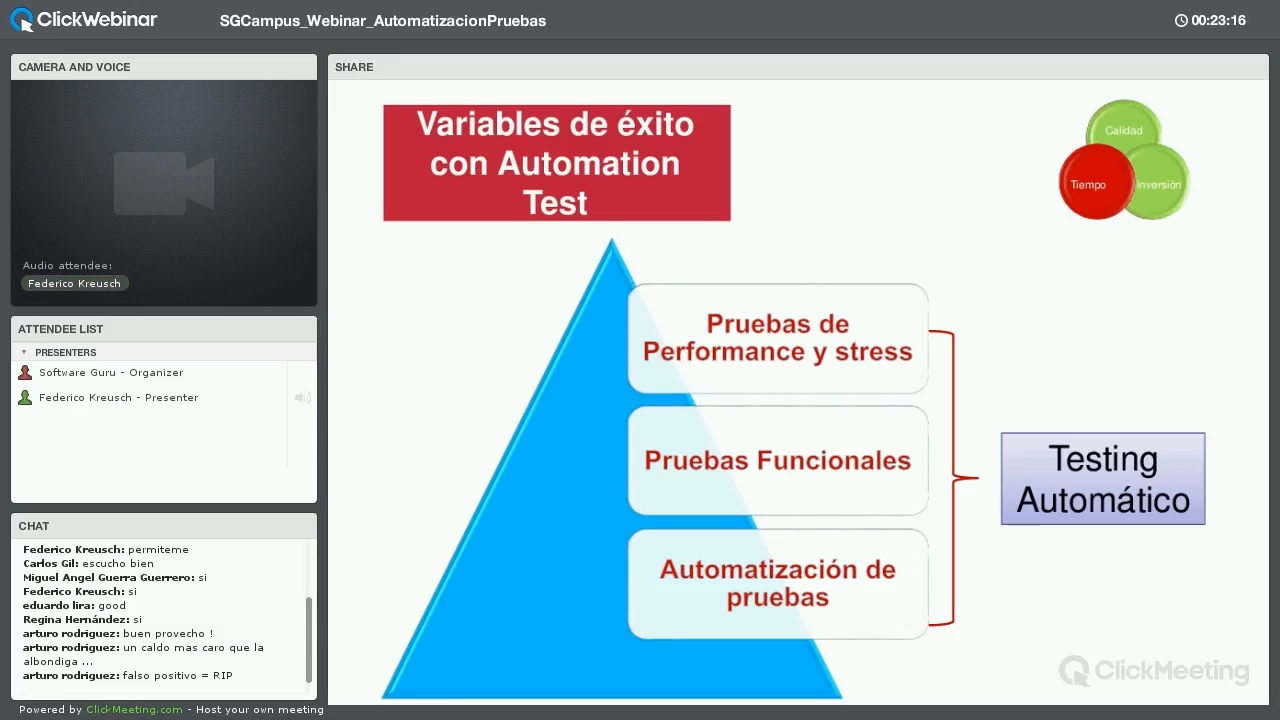 ClickWebinar
SGCampus_Webinar_AutomatizacionPruebas
00:23:16
CAMERA AND VOICE
Audio attendee:
Federico Kreusch
ATTENDEE LIST
PRESENTERS
Software Guru - Organizer
Federico Kreusch - Presenter
CHAT
Federico Kreusch: permiteme
Carlos Gil: escucho bien
Miguel Angel Guerra Guerrero: si
Federico Kreusch: si
eduardo lira: good
Regina Hernández: si
arturo rodriguez: buen provecho !
arturo rodriguez: un caldo mas caro que la
albondiga ...
arturo rodriguez: falso positivo = RIP
SHARE
Variables de éxito
con Automation
Test
Calidad
Tiempo
Inversión
Pruebas de
Performance y stress
Pruebas Funcionales
Automatización de
pruebas
Testing
Automático
ClickMeeting
Powered by ClickMeeting.com - Host your own meeting